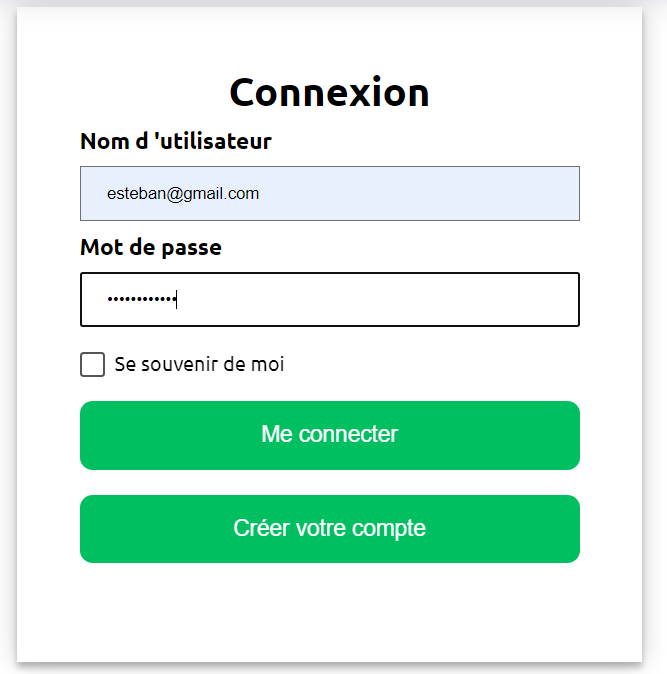 Connexion
Nom d 'utilisateur
esteban@gmail.com
Mot de passe
••••••••••••
Se souvenir de moi
Me connecter
Créer votre compte